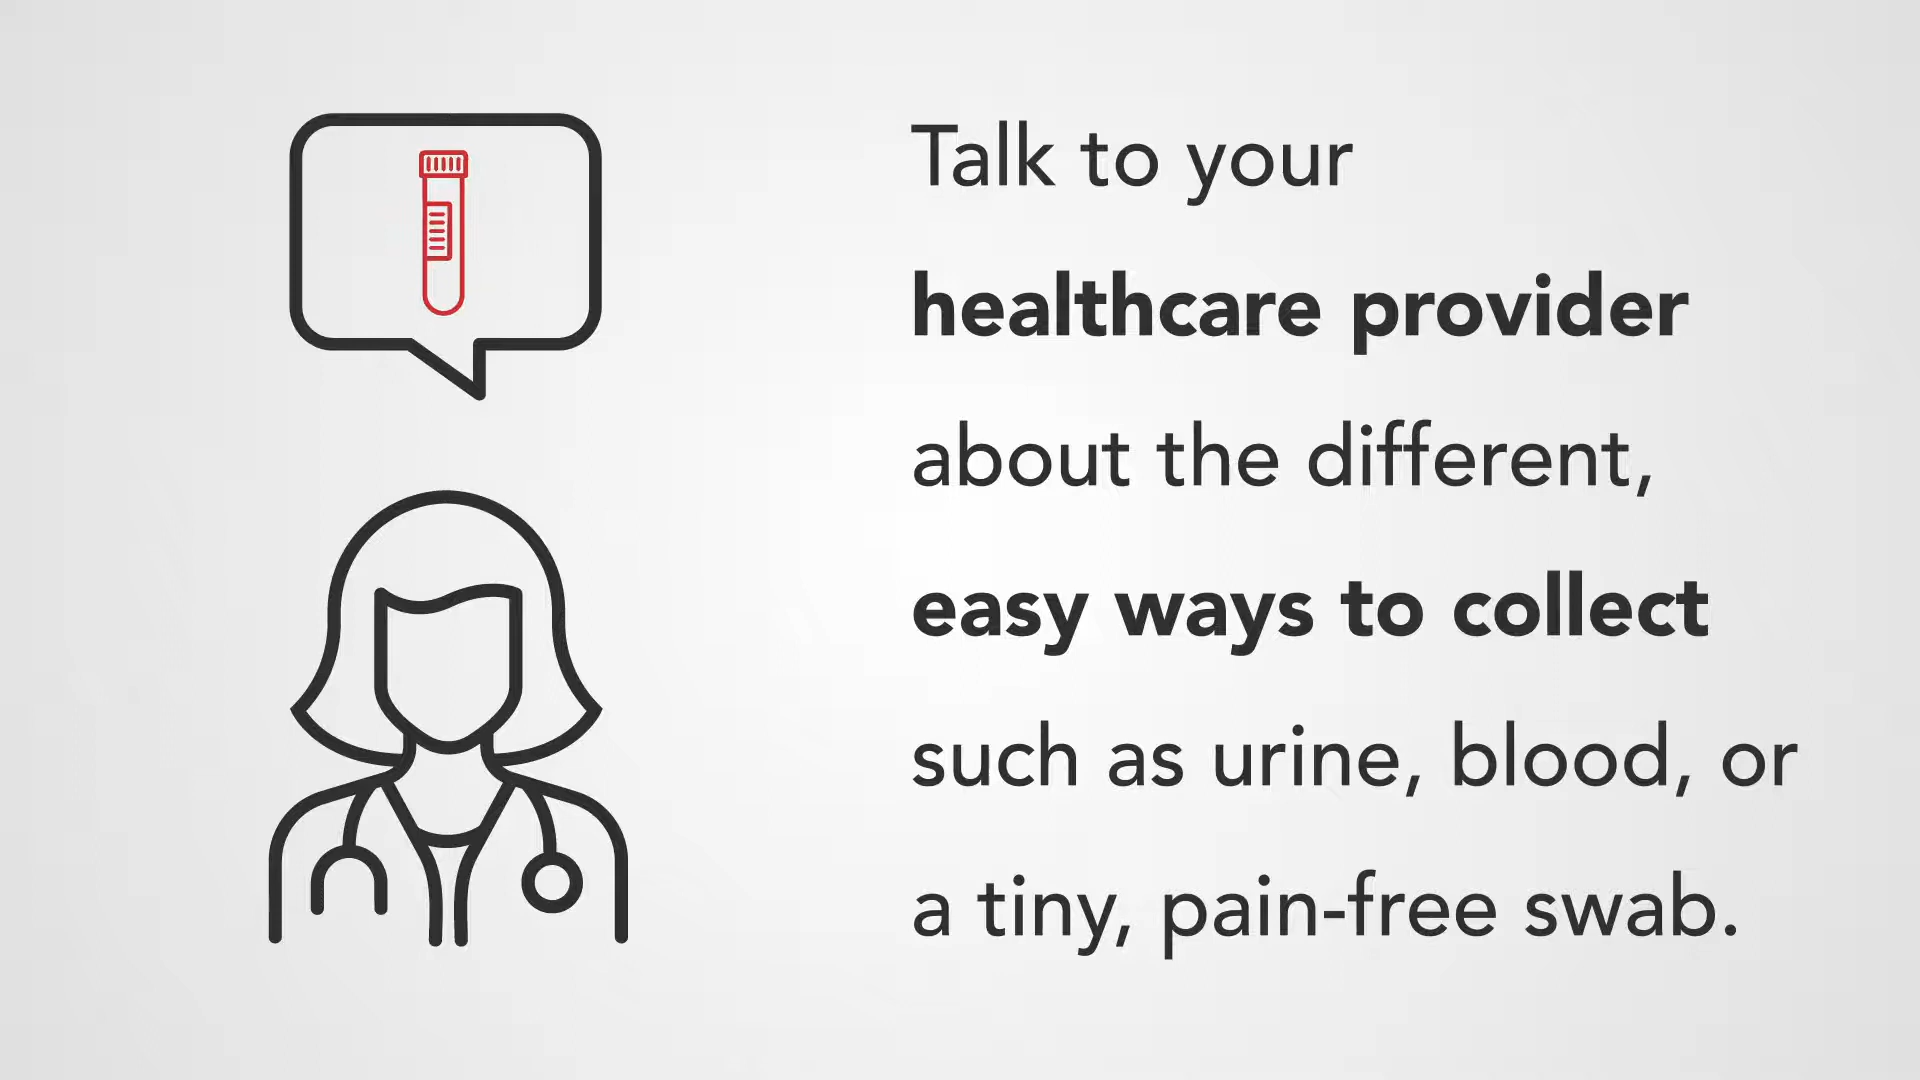 Talk to your
healthcare provider
about the different,
easy ways to collect
such as urine, blood, or
a tiny, pain-free swab.